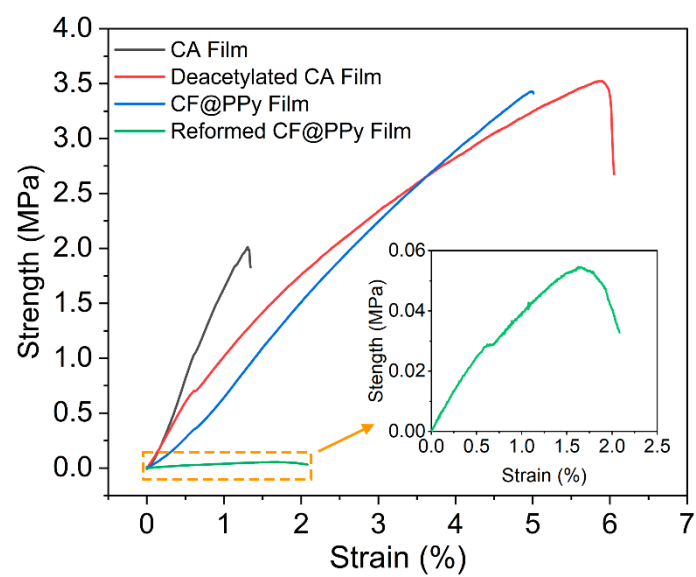 4.0
3.5
3.0
2.5
2.0
1.5
1.0
0.5
0.0
Strength (MPa)
CA Film
Deacetylated CA Film
CF@PPy Film
Reformed CF@PPy Film
0.06
0.04
0.02
0.00
Stength (MPa)
0.0 0.5 1.0 1.5 2.0 2.5
Strain (%)
0 1 2 3 4 5 6 7
Strain (%)